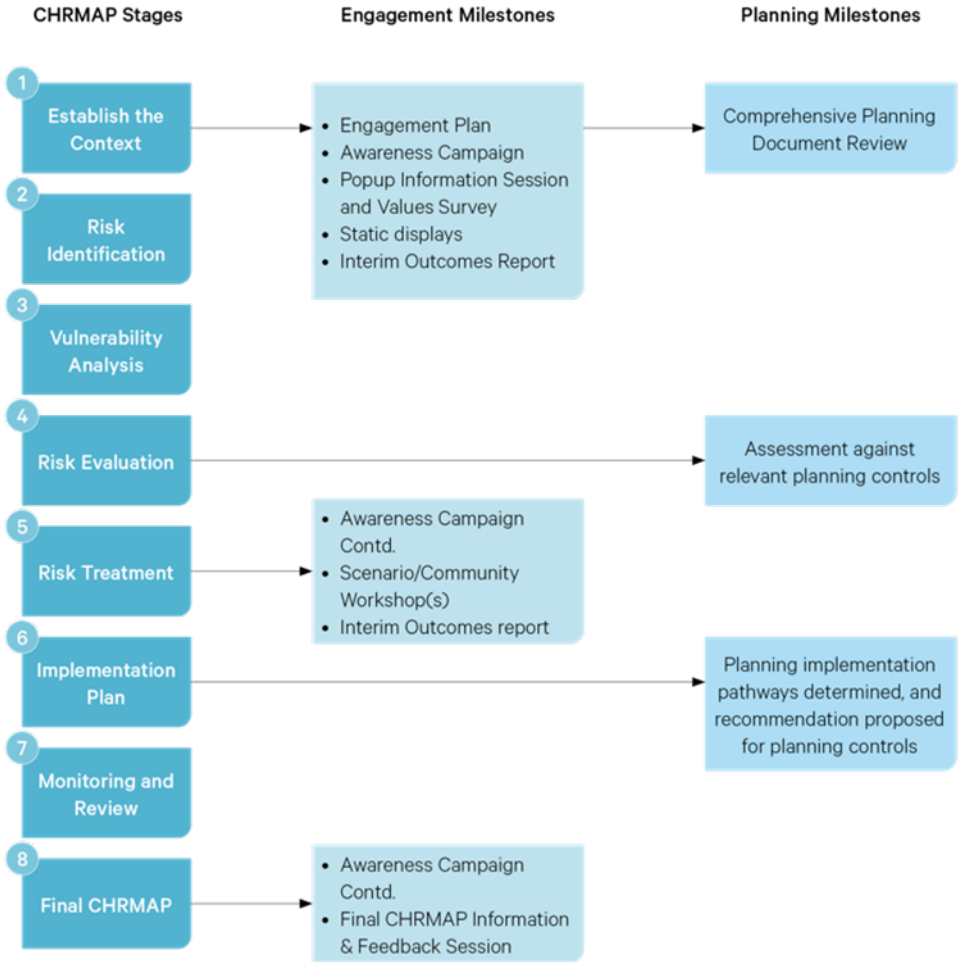 CHRMAP Stages
Engagement Milestones
Planning Milestones
1
Establish the
Context
• Engagement Plan
• Awareness Campaign
• Popup Information Session
and Values Survey
• Static displays
• Interim Outcomes Report
Comprehensive Planning
Document Review
2
Risk
Identification
3
Vulnerability
Analysis
4
Risk Evaluation
Assessment against
relevant planning controls
5
Risk Treatment
• Awareness Campaign
Contd.
• Scenario/Community
Workshop(s)
• Interim Outcomes report
6
Implementation
Plan
Planning implementation
pathways determined, and
recommendation proposed
for planning controls
7
Monitoring and
Review
8
Final CHRMAP
• Awareness Campaign
Contd.
• Final CHRMAP Information
& Feedback Session